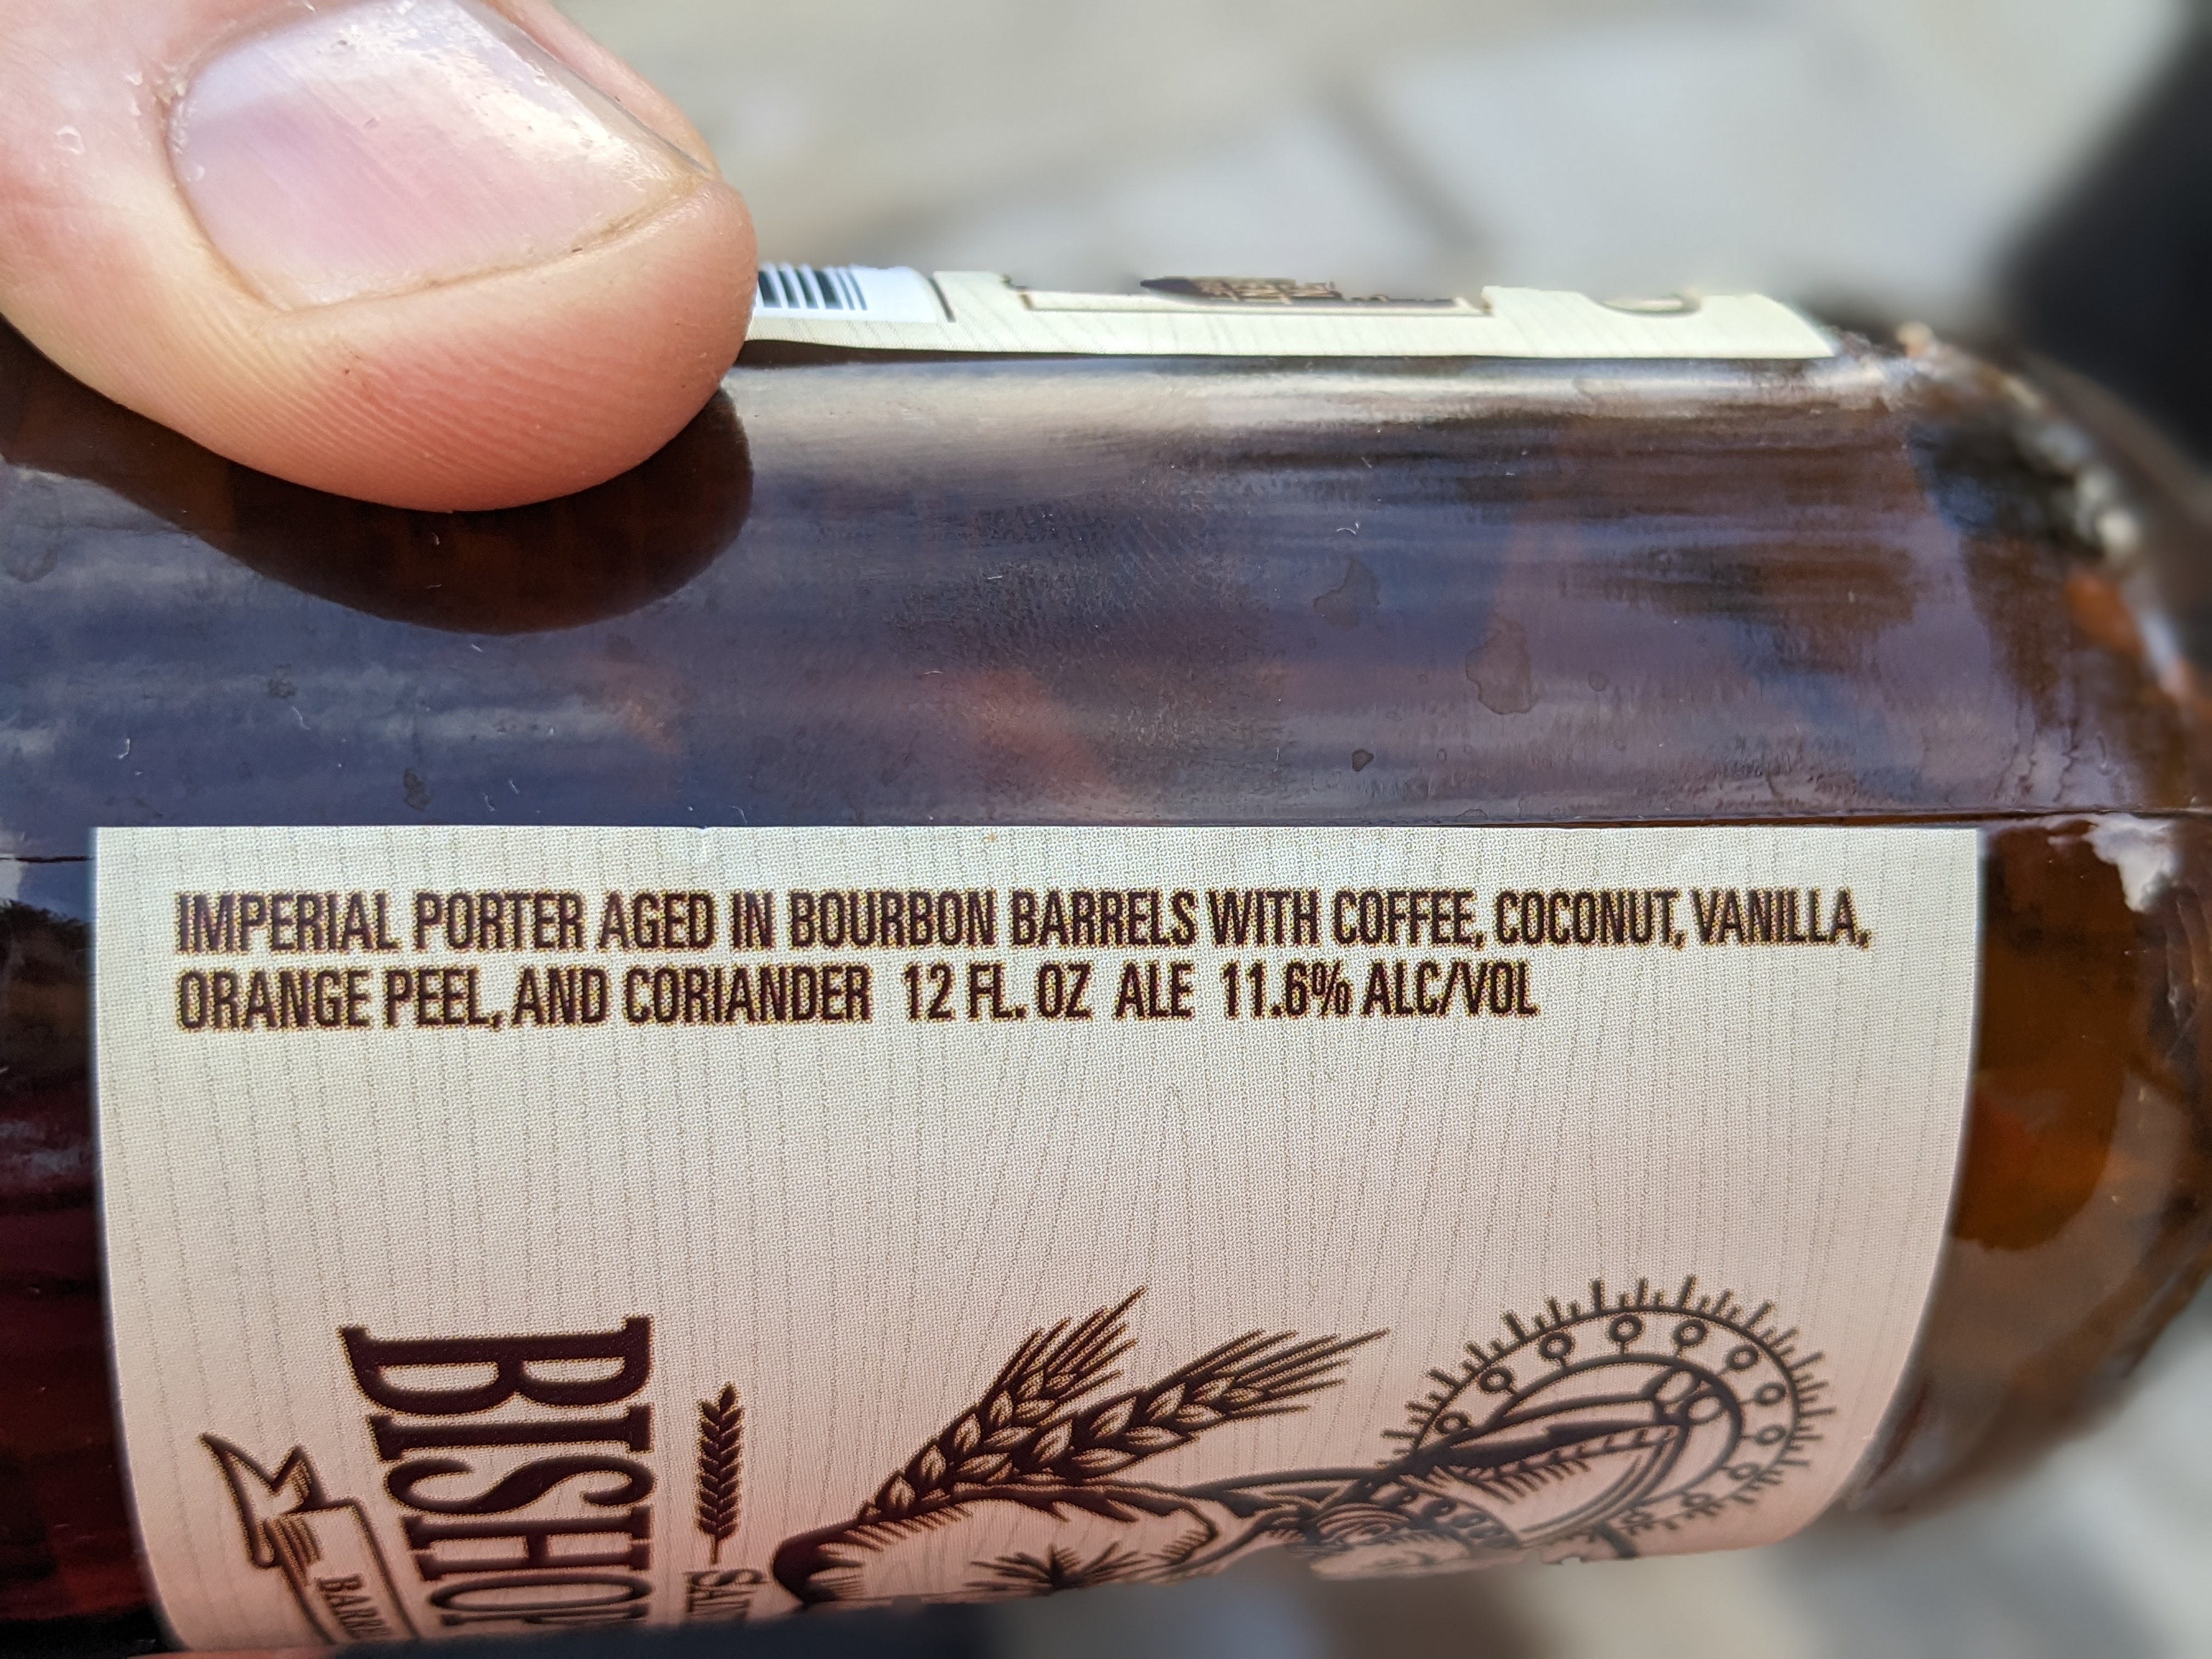 IMPERIAL PORTER AGED IN BOURBON BARRELS WITH COFFEE, COCONUT, VANILLA,
ORANGE PEEL, AND CORIANDER 12 FL. OZ ALE 11.6% ALC/VOL